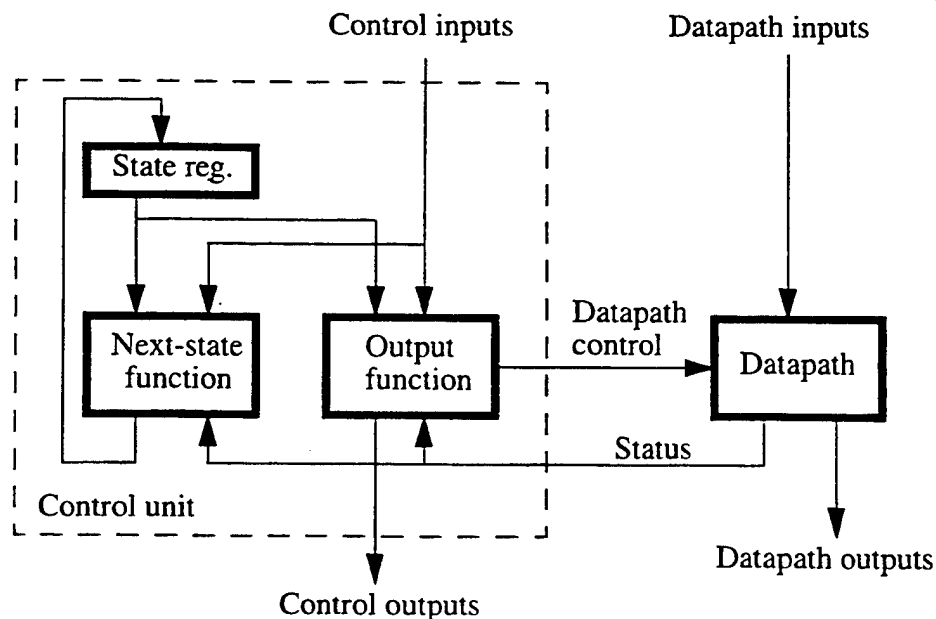 Control inputs
Datapath inputs
State reg.
Next-state
function
Output
function
Datapath
control
Datapath
Status
Control unit
Datapath outputs
Control outputs